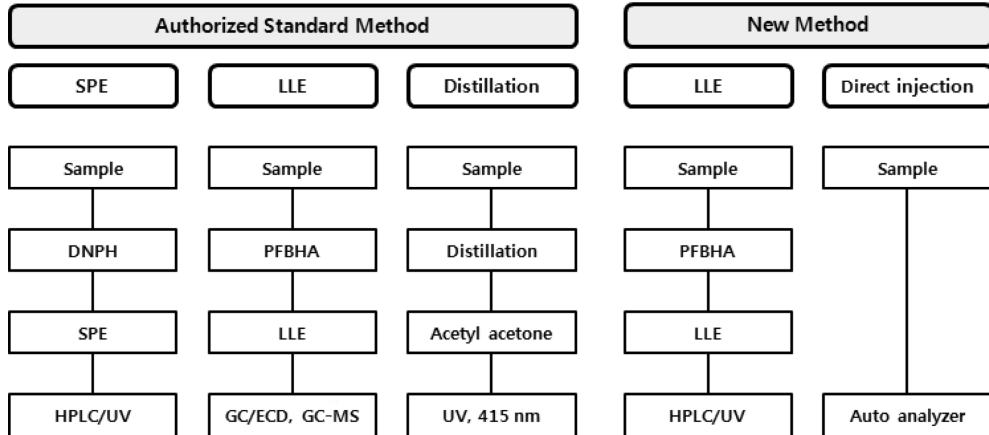 Authorized Standard Method
New Method
SPE
LLE
Distillation
LLE
Direct injection
Sample
Sample
Sample
Sample
Sample
DNPH
PFBHA
Distillation
PFBHA
SPE
LLE
Acetyl acetone
LLE
HPLC/UV
GC/ECD, GC-MS
UV, 415 nm
HPLC/UV
Auto analyzer